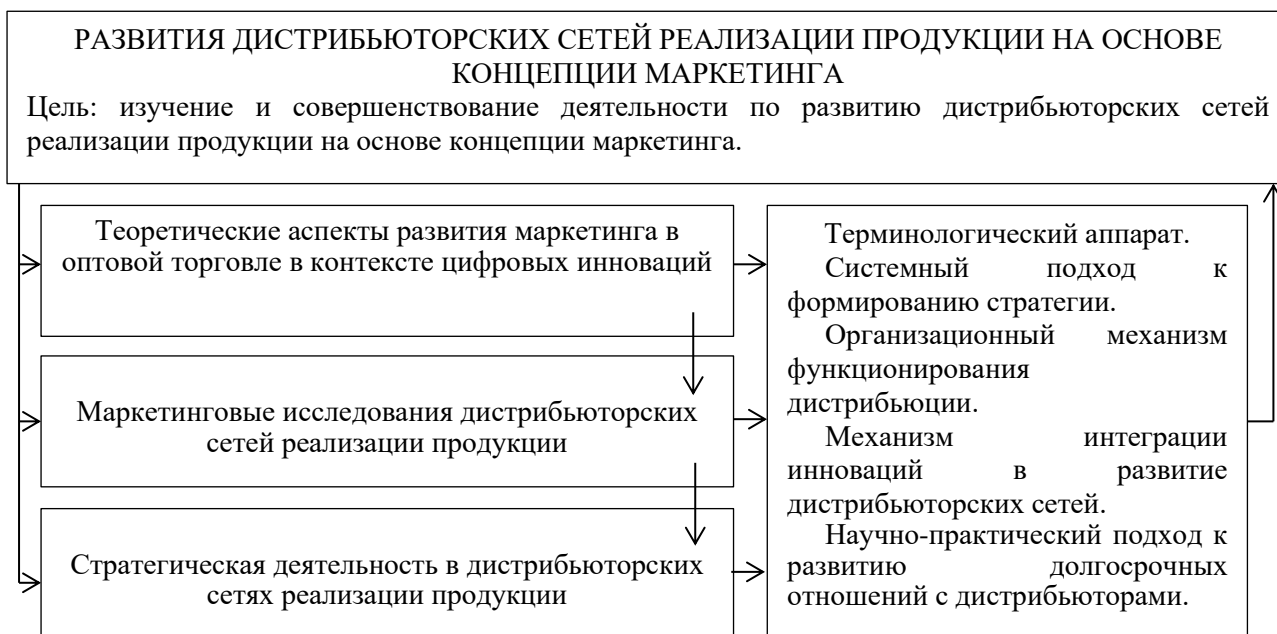 РАЗВИТИЯ ДИСТРИБЬЮТОРСКИХ СЕТЕЙ РЕАЛИЗАЦИИ ПРОДУКЦИИ НА ОСНОВЕ
КОНЦЕПЦИИ МАРКЕТИНГА
Цель: изучение и совершенствование деятельности по развитию дистрибьюторских сетей
реализации продукции на основе концепции маркетинга.
Теоретические аспекты развития маркетинга в
оптовой торговле в контексте цифровых инноваций
Маркетинговые исследования дистрибьюторских
сетей реализации продукции
Стратегическая деятельность в дистрибьюторских
сетях реализации продукции
Терминологический аппарат.
Системный подход к
формированию стратегии.
Организационный механизм
функционирования
дистрибьюции.
Механизм интеграции
инноваций в развитие
дистрибьюторских сетей.
Научно-практический подход к
развитию долгосрочных
отношений с дистрибьюторами.